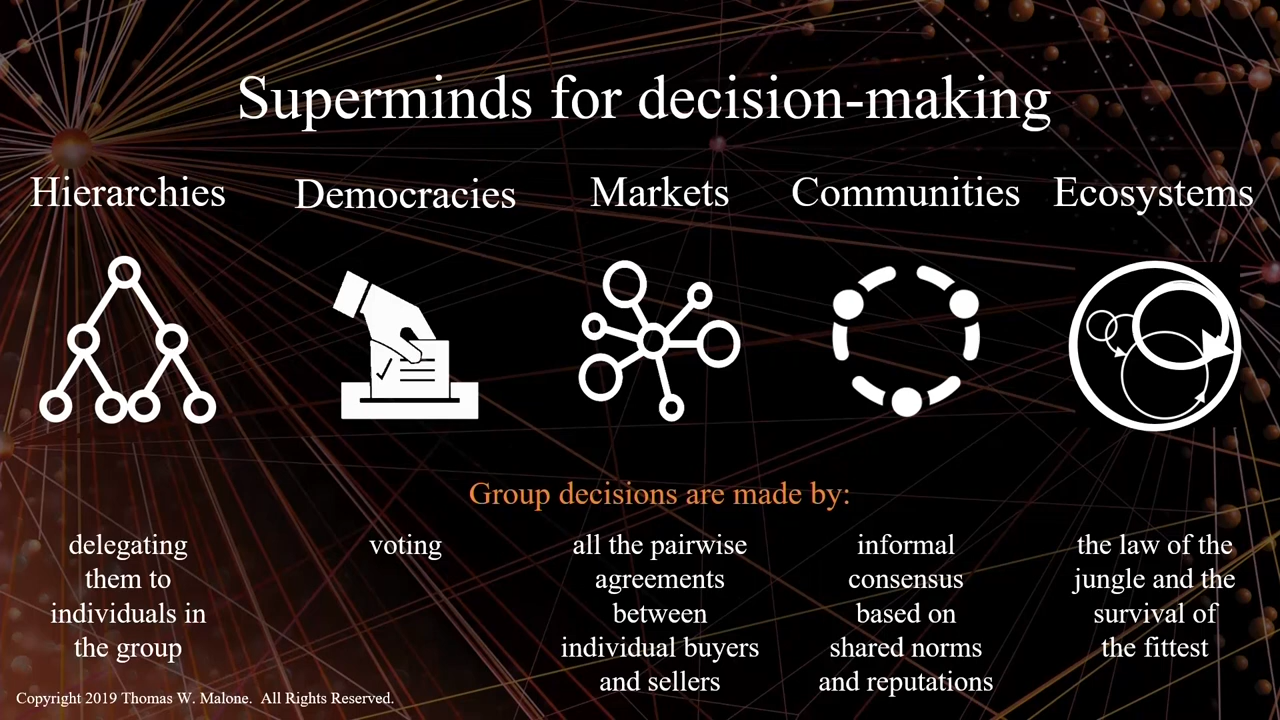 Superminds for decision-making
Hierarchies
Democracies
Markets
Communities
Ecosystems
Group decisions are made by:
delegating
them to
individuals in
the group
voting
all the pairwise
agreements
between
individual buyers
and sellers
informal
consensus
based on
shared norms
and reputations
the law of the
jungle and the
survival of
the fittest
Copyright 2019 Thomas W. Malone.  All Rights Reserved.